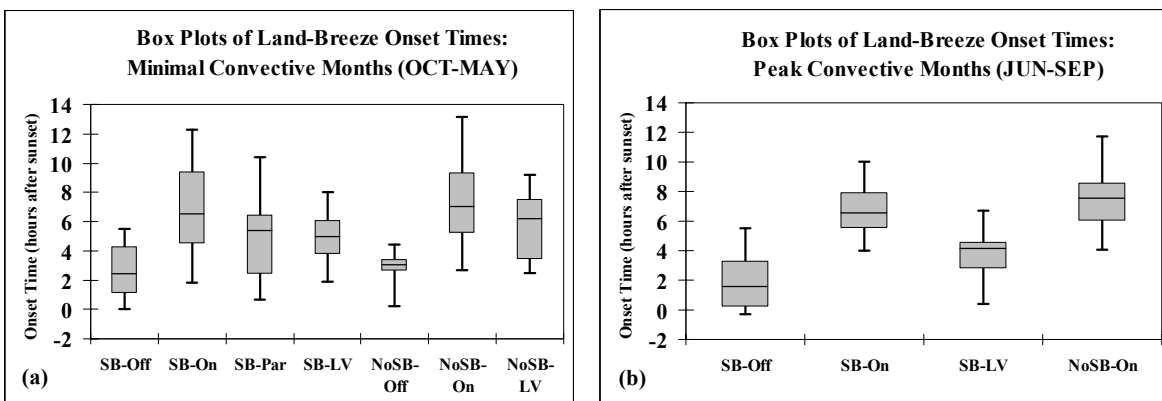 Box Plots of Land-Breeze Onset Times:
Minimal Convective Months (OCT-MAY)
Onset Time (hours after sunset)
14
12
10
8
6
4
2
0
-2
SB-Off SB-On SB-Par SB-LV NoSB-Off NoSB-On NoSB-LV
(a)
Box Plots of Land-Breeze Onset Times:
Peak Convective Months (JUN-SEP)
Onset Time (hours after sunset)
14
12
10
8
6
4
2
0
-2
SB-Off SB-On SB-LV NoSB-On
(b)